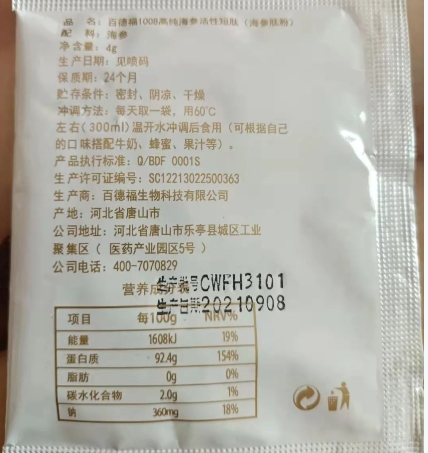 品 名：百德福1008高纯海参活性短肽（海参肽粉）
配 料：海参
净含量：4g
生产日期：见喷码
保质期：24个月
贮存条件：密封、阴凉、干燥
冲调方法：每天取一袋，用60℃
左右(300ml)温开水冲调后食用（可根据自己
的口味搭配牛奶、蜂蜜、果汁等）。
产品执行标准：Q/BDF 0001S
生产许可证编号：SC12213022500363
生产商：百德福生物科技有限公司
产地：河北省唐山市
公司地址：河北省唐山市乐亭县城区工业
聚集区（ 医药产业园区5号 ）
公司电话：400-7070829
营养成分表
生产批号CWFH3101
生产日期20210908
项目 每100g NRV%
能量 1608kJ 19%
蛋白质 92.4g 154%
脂肪 0g 0%
碳水化合物 2.0g 1%
钠 360mg 18%